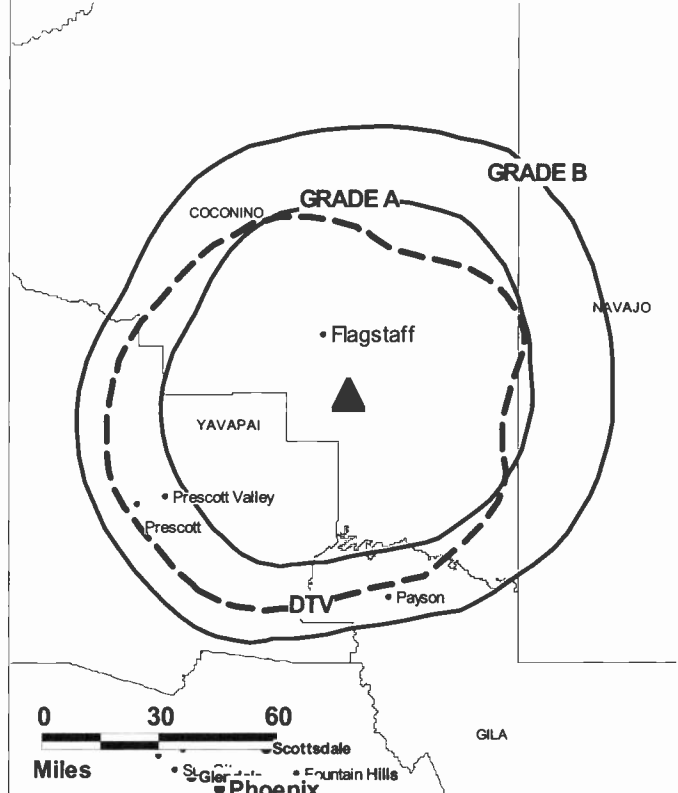 GRADE B
GRADE A
COCONINO
NAVAJO
Flagstaff
YAVAPAI
Prescott Valley
Prescott
DTV
Payson
0 30 60
GILA
Scottsdale
Miles
Fountain Hills
Phoenix